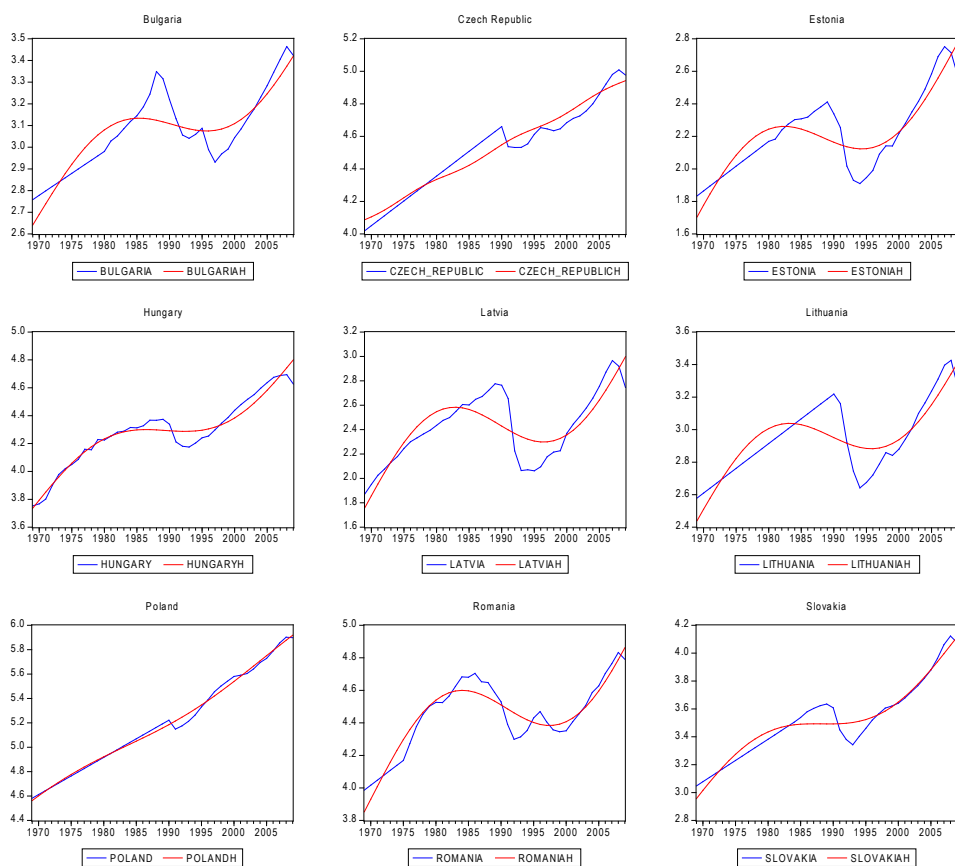 Bulgaria
3.5
3.4
3.3
3.2
3.1
3.0
2.9
2.8
2.7
2.6
1970 1975 1980 1985 1990 1995 2000 2005
BULGARIA BULGARIAH
Czech Republic
5.2
5.0
4.8
4.6
4.4
4.2
4.0
1970 1975 1980 1985 1990 1995 2000 2005
CZECH_REPUBLIC CZECH_REPUBLICH
Estonia
2.8
2.6
2.4
2.2
2.0
1.8
1.6
1970 1975 1980 1985 1990 1995 2000 2005
ESTONIA ESTONIAH
Hungary
5.0
4.8
4.6
4.4
4.2
4.0
3.8
3.6
1970 1975 1980 1985 1990 1995 2000 2005
HUNGARY HUNGARYH
Latvia
3.2
3.0
2.8
2.6
2.4
2.2
2.0
1.8
1.6
1970 1975 1980 1985 1990 1995 2000 2005
LATVIA LATVIAH
Lithuania
3.6
3.4
3.2
3.0
2.8
2.6
2.4
1970 1975 1980 1985 1990 1995 2000 2005
LITHUANIA LITHUANIAH
Poland
6.0
5.8
5.6
5.4
5.2
5.0
4.8
4.6
4.4
1970 1975 1980 1985 1990 1995 2000 2005
POLAND POLANDH
Romania
5.0
4.8
4.6
4.4
4.2
4.0
3.8
1970 1975 1980 1985 1990 1995 2000 2005
ROMANIA ROMANIAH
Slovakia
4.2
4.0
3.8
3.6
3.4
3.2
3.0
2.8
1970 1975 1980 1985 1990 1995 2000 2005
SLOVAKIA SLOVAKIAH